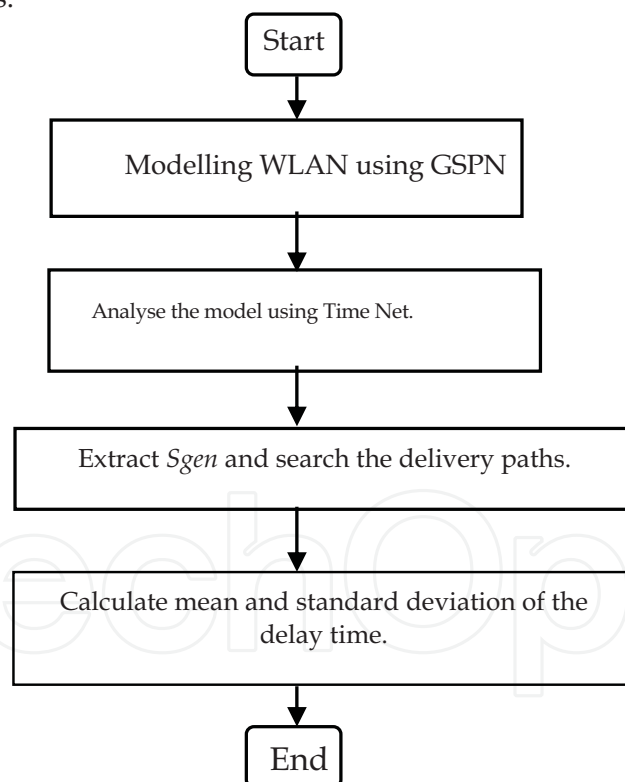 s.
Start
Modelling WLAN using GSPN
Analyse the model using Time Net.
Extract Sgen and search the delivery paths.
Calculate mean and standard deviation of the
delay time.
End